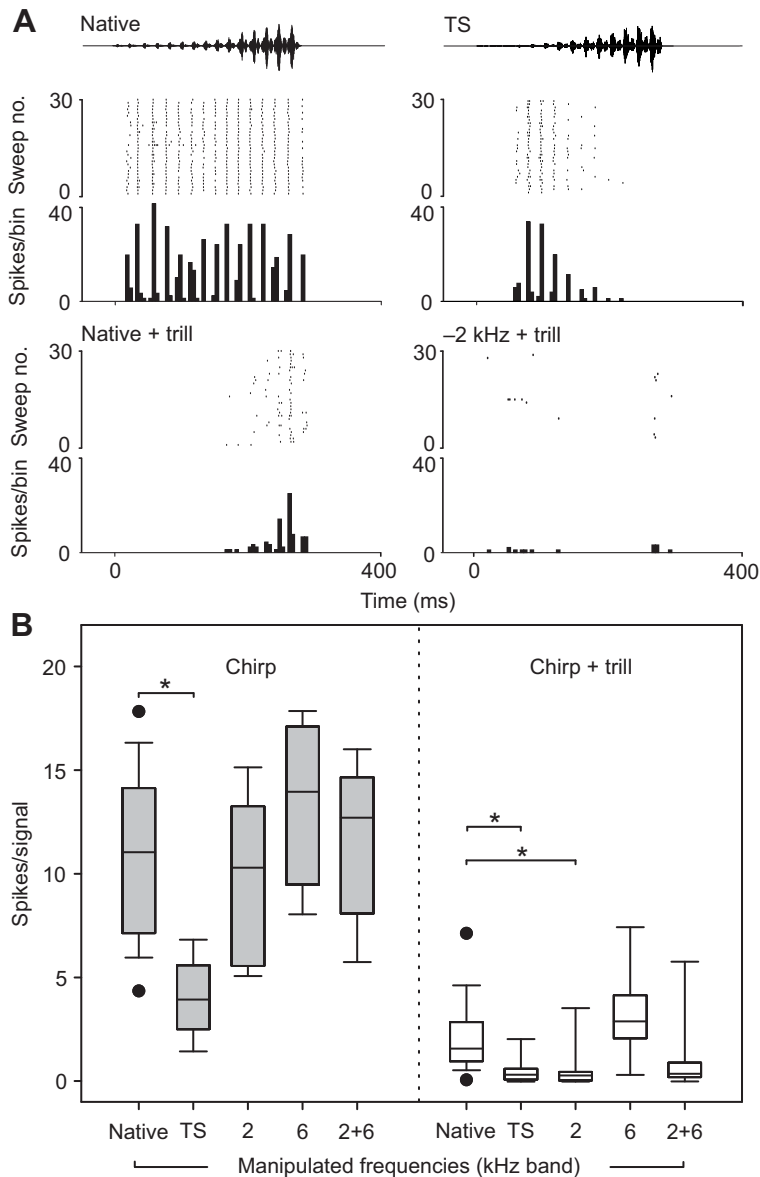 A
Native
TS
30
Sweep no.
0
40
Spikes/bin
0
Native + trill
–2 kHz + trill
30
30
Sweep no.
0
0
40
40
Spikes/bin
0
0
0
400
0
400
Time (ms)
30
0
40
0
B
Chirp
Chirp + trill
*
*
*
20
15
10
5
0
Spikes/signal
Native TS 2 6 2+6 Native TS 2 6 2+6
Manipulated frequencies (kHz band)